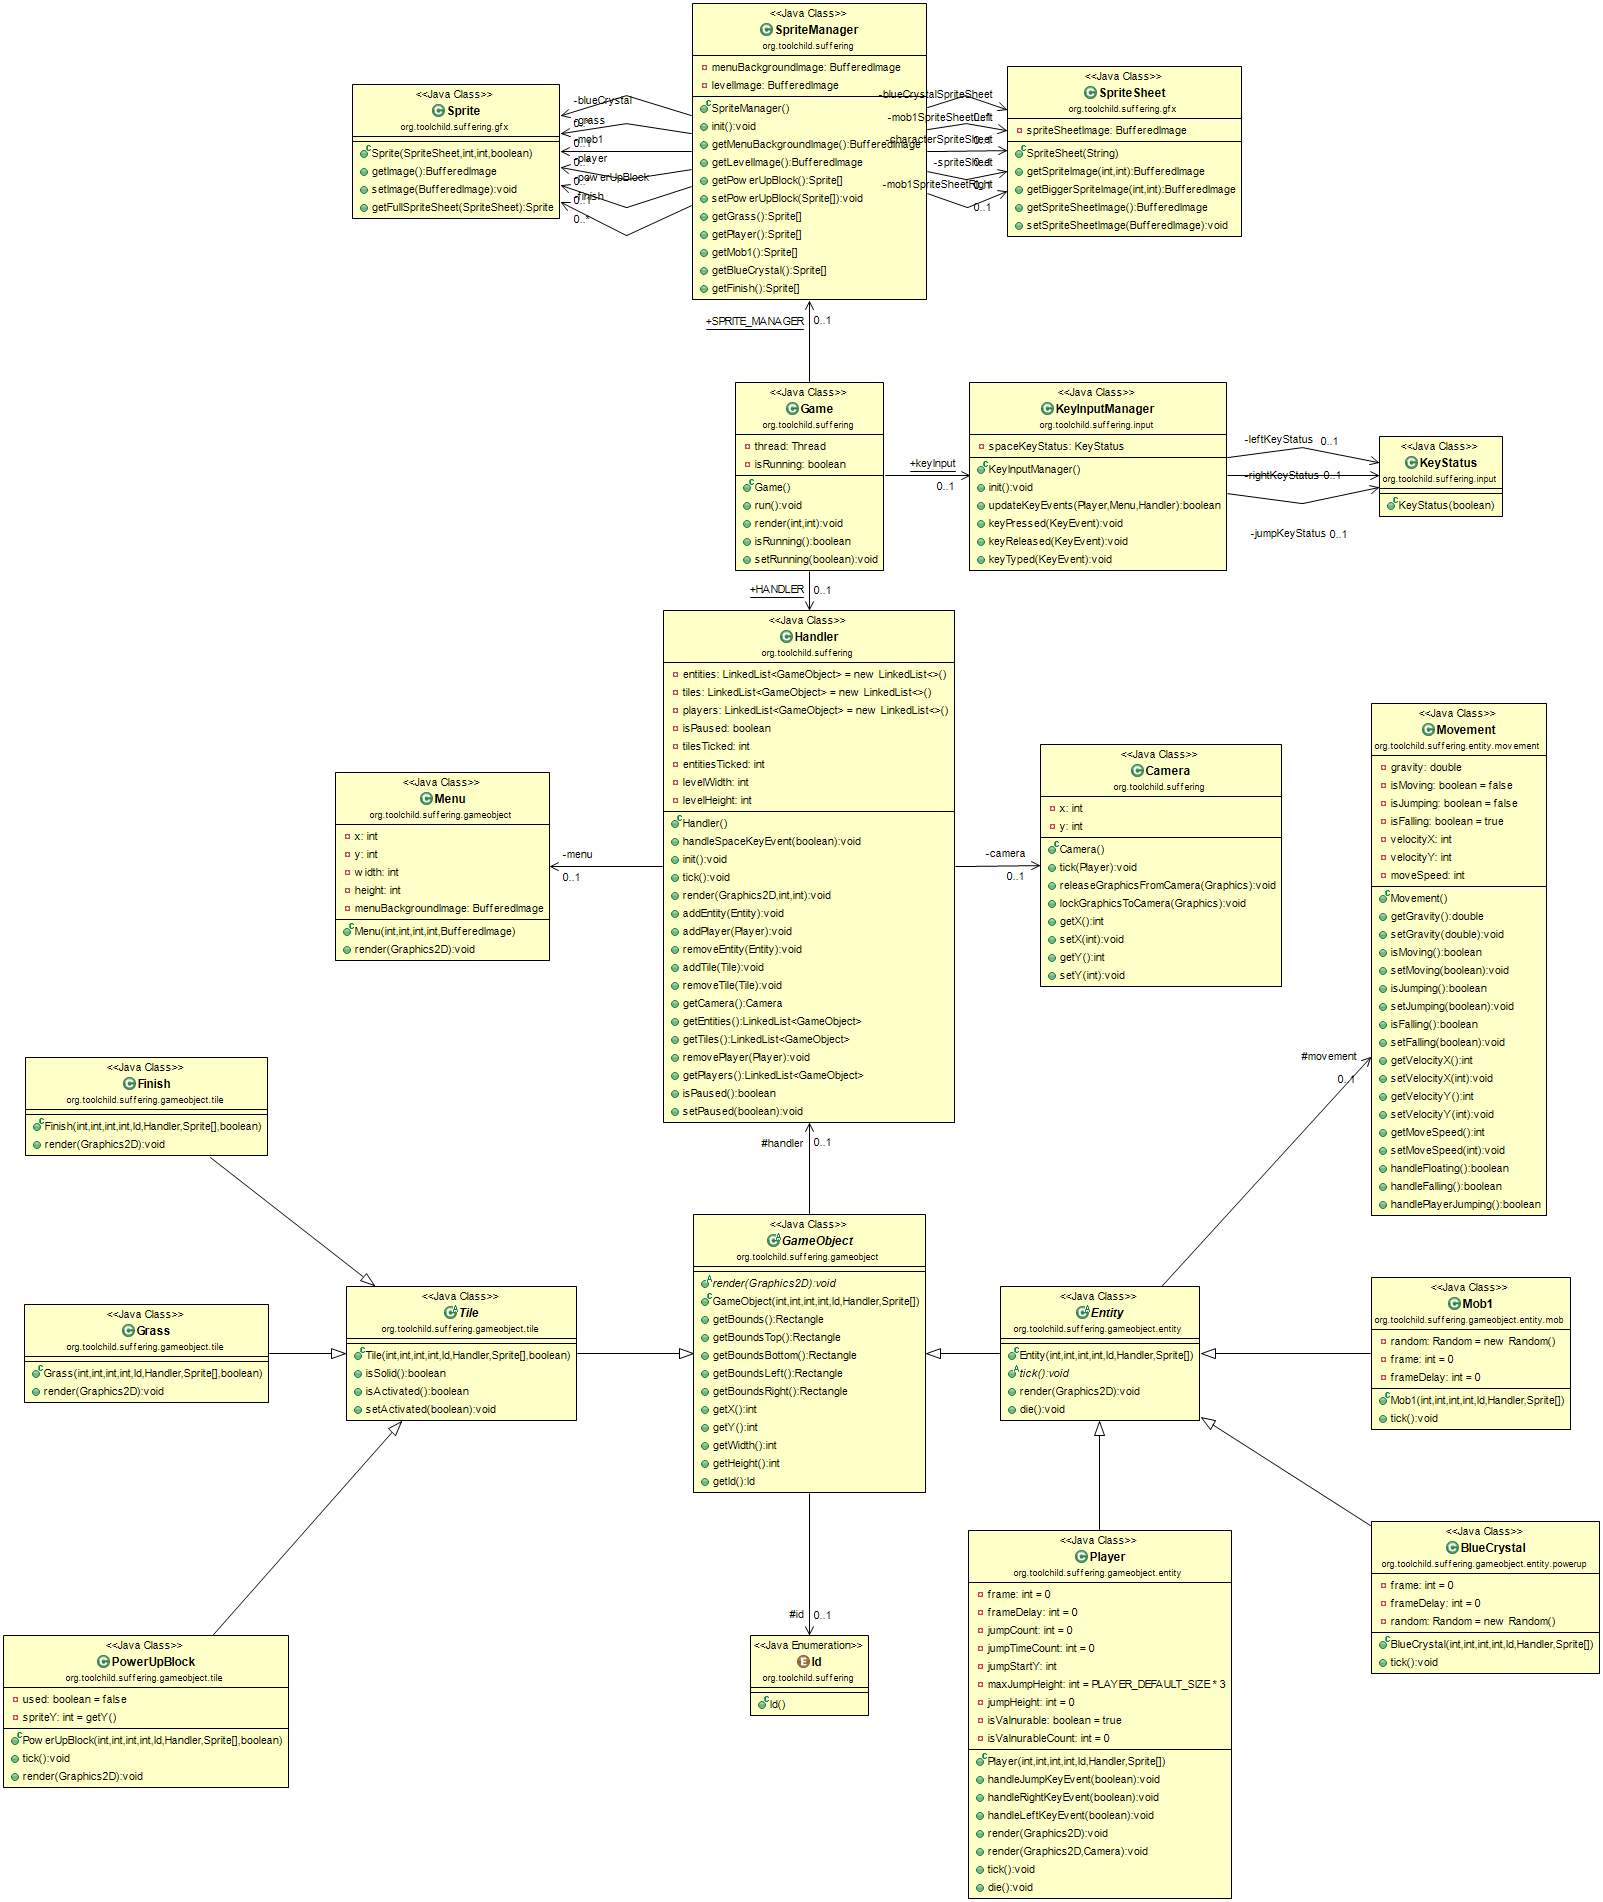 <<Java Class>>
SpriteManager
org.toolchild.suffering
menuBackgroundImage: BufferedImage
levelImage: BufferedImage
SpriteManager()
init():void
getMenuBackgroundImage():BufferedImage
getLevelImage():BufferedImage
getPowerUpBlock():Sprite[]
setPowerUpBlock(Sprite[]):void
getGrass():Sprite[]
getPlayer():Sprite[]
getMob1():Sprite[]
getBlueCrystal():Sprite[]
getFinish():Sprite[]
<<Java Class>>
Sprite
org.toolchild.suffering.gfx
Sprite(SpriteSheet,int,int,boolean)
getImage():BufferedImage
setImage(BufferedImage):void
getFullSpriteSheet(SpriteSheet):Sprite
-blueCrystal
0..*
-grass
0..1
-mob1
0..*
-player
0..*
-powerUpBlock
0..1
-finish
0..*
<<Java Class>>
SpriteSheet
org.toolchild.suffering.gfx
spriteSheetImage: BufferedImage
SpriteSheet(String)
getSpriteImage(int,int):BufferedImage
getBiggerSpriteImage(int,int):BufferedImage
getSpriteSheetImage():BufferedImage
setSpriteSheetImage(BufferedImage):void
-blueCrystalSpriteSheet
0..1
-mob1SpriteSheetLeft
0..1
-characterSpriteSheet
0..1
-spriteSheet
0..1
-mob1SpriteSheetRight
0..1
+SPRITE_MANAGER
0..1
<<Java Class>>
Game
org.toolchild.suffering
thread: Thread
isRunning: boolean
Game()
run():void
render(int,int):void
isRunning():boolean
setRunning(boolean):void
+keyInput
0..1
<<Java Class>>
KeyInputManager
org.toolchild.suffering.input
spaceKeyStatus: KeyStatus
KeyInputManager()
init():void
updateKeyEvents(Player,Menu,Handler):boolean
keyPressed(KeyEvent):void
keyReleased(KeyEvent):void
keyTyped(KeyEvent):void
-leftKeyStatus 0..1
-rightKeyStatus 0..1
-jumpKeyStatus 0..1
<<Java Class>>
KeyStatus
org.toolchild.suffering.input
KeyStatus(boolean)
+HANDLER
0..1
<<Java Class>>
Handler
org.toolchild.suffering
entities: LinkedList<GameObject> = new LinkedList<>()
tiles: LinkedList<GameObject> = new LinkedList<>()
players: LinkedList<GameObject> = new LinkedList<>()
isPaused: boolean
tilesTicked: int
entitiesTicked: int
levelWidth: int
levelHeight: int
Handler()
handleSpaceKeyEvent(boolean):void
init():void
tick():void
render(Graphics2D,int,int):void
addEntity(Entity):void
addPlayer(Player):void
removeEntity(Entity):void
addTile(Tile):void
removeTile(Tile):void
getCamera():Camera
getEntities():LinkedList<GameObject>
getTiles():LinkedList<GameObject>
removePlayer(Player):void
getPlayers():LinkedList<GameObject>
isPaused():boolean
setPaused(boolean):void
<<Java Class>>
Menu
org.toolchild.suffering.gameobject
x: int
y: int
width: int
height: int
menuBackgroundImage: BufferedImage
Menu(int,int,int,int,BufferedImage)
render(Graphics2D):void
-menu
0..1
-camera
0..1
<<Java Class>>
Camera
org.toolchild.suffering
x: int
y: int
Camera()
tick(Player):void
releaseGraphicsFromCamera(Graphics):void
lockGraphicsToCamera(Graphics):void
getX():int
setX(int):void
getY():int
setY(int):void
<<Java Class>>
Movement
org.toolchild.suffering.entity.movement
gravity: double
isMoving: boolean = false
isJumping: boolean = false
isFalling: boolean = true
velocityX: int
velocityY: int
moveSpeed: int
Movement()
getGravity():double
setGravity(double):void
isMoving():boolean
setMoving(boolean):void
isJumping():boolean
setJumping(boolean):void
isFalling():boolean
setFalling(boolean):void
getVelocityX():int
setVelocityX(int):void
getVelocityY():int
setVelocityY(int):void
getMoveSpeed():int
setMoveSpeed(int):void
handleFloating():boolean
handleFalling():boolean
handlePlayerJumping():boolean
#movement
0..1
<<Java Class>>
Finish
org.toolchild.suffering.gameobject.tile
Finish(int,int,int,int,Id,Handler,Sprite[],boolean)
render(Graphics2D):void
#handler
0..1
<<Java Class>>
GameObject
org.toolchild.suffering.gameobject
render(Graphics2D):void
GameObject(int,int,int,int,Id,Handler,Sprite[])
getBounds():Rectangle
getBoundsTop():Rectangle
getBoundsBottom():Rectangle
getBoundsLeft():Rectangle
getBoundsRight():Rectangle
getX():int
getY():int
getWidth():int
getHeight():int
getId():Id
<<Java Class>>
Grass
org.toolchild.suffering.gameobject.tile
Grass(int,int,int,int,Id,Handler,Sprite[],boolean)
render(Graphics2D):void
<<Java Class>>
Tile
org.toolchild.suffering.gameobject.tile
Tile(int,int,int,int,Id,Handler,Sprite[],boolean)
isSolid():boolean
isActivated():boolean
setActivated(boolean):void
<<Java Class>>
Entity
org.toolchild.suffering.gameobject.entity
Entity(int,int,int,int,Id,Handler,Sprite[])
tick():void
render(Graphics2D):void
die():void
<<Java Class>>
Mob1
org.toolchild.suffering.gameobject.entity.mob
random: Random = new Random()
frame: int = 0
frameDelay: int = 0
Mob1(int,int,int,int,Id,Handler,Sprite[])
tick():void
<<Java Class>>
BlueCrystal
org.toolchild.suffering.gameobject.entity.powerup
frame: int = 0
frameDelay: int = 0
random: Random = new Random()
BlueCrystal(int,int,int,int,Id,Handler,Sprite[])
tick():void
<<Java Class>>
Player
org.toolchild.suffering.gameobject.entity
frame: int = 0
frameDelay: int = 0
jumpCount: int = 0
jumpTimeCount: int = 0
jumpStartY: int
maxJumpHeight: int = PLAYER_DEFAULT_SIZE * 3
jumpHeight: int = 0
isValnurable: boolean = true
isValnurableCount: int = 0
Player(int,int,int,int,Id,Handler,Sprite[])
handleJumpKeyEvent(boolean):void
handleRightKeyEvent(boolean):void
handleLeftKeyEvent(boolean):void
render(Graphics2D):void
render(Graphics2D,Camera):void
tick():void
die():void
#id
0..1
<<Java Enumeration>>
Id
org.toolchild.suffering
Id()
<<Java Class>>
PowerUpBlock
org.toolchild.suffering.gameobject.tile
used: boolean = false
spriteY: int = getY()
PowerUpBlock(int,int,int,int,Id,Handler,Sprite[],boolean)
tick():void
render(Graphics2D):void